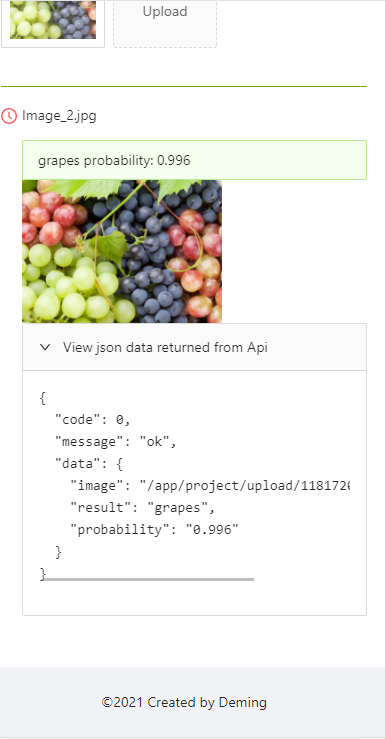 Upload
Image_2.jpg
grapes probability: 0.996
View json data returned from Api
{
"code": 0,
"message": "ok",
"data": {
"image": "/app/project/upload/118172
"result": "grapes",
"probability": "0.996"
}
}
©2021 Created by Deming